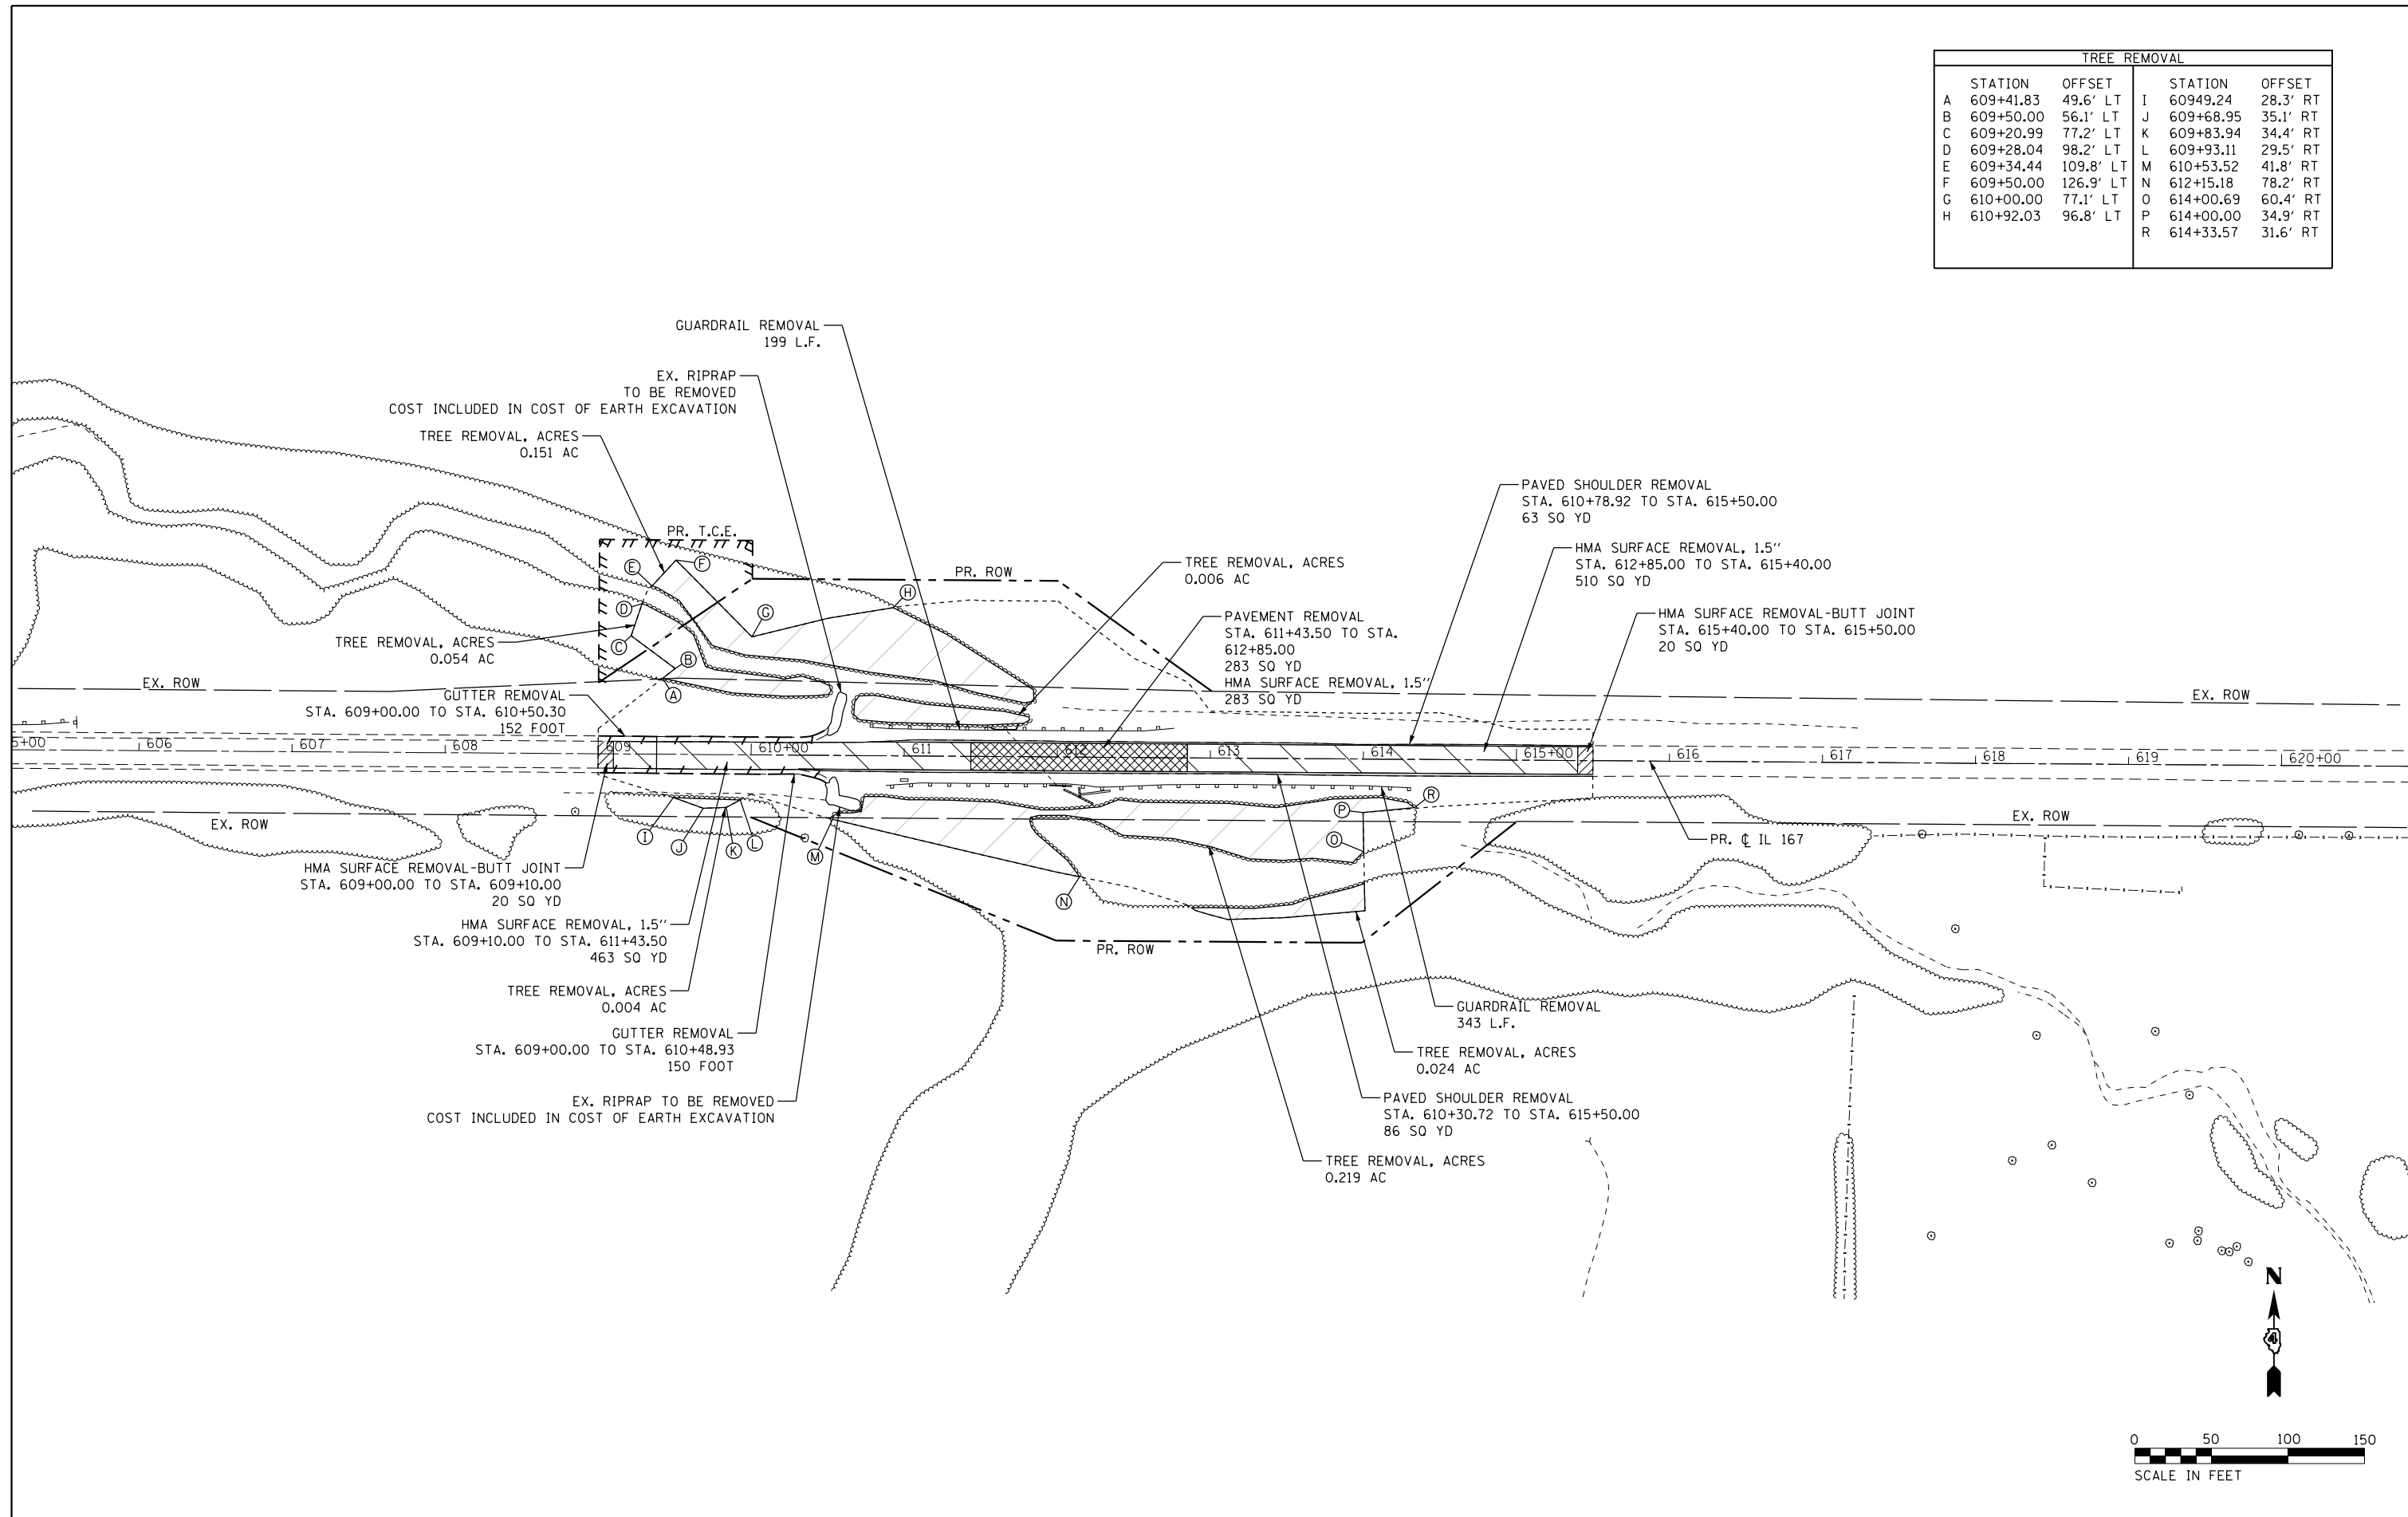 TREE REMOVAL
STATION OFFSET STATION OFFSET
A 609+41.83 49.6' LT I 60949.24 28.3' RT
B 609+50.00 56.1' LT J 609+68.95 35.1' RT
C 609+20.99 77.2' LT K 609+83.94 34.4' RT
D 609+28.04 98.2' LT L 609+93.11 29.5' RT
E 609+34.44 109.8' LT M 610+53.52 41.8' RT
F 609+50.00 126.9' LT N 612+15.18 78.2' RT
G 610+00.00 77.1' LT O 614+00.69 60.4' RT
H 610+92.03 96.8' LT P 614+00.00 34.9' RT
R 614+33.57 31.6' RT
GUARDRAIL REMOVAL
199 L.F.
EX. RIPRAP
TO BE REMOVED
COST INCLUDED IN COST OF EARTH EXCAVATION
TREE REMOVAL, ACRES
0.151 AC
PR. T.C.E.
PAVED SHOULDER REMOVAL
STA. 610+78.92 TO STA. 615+50.00
63 SQ YD
HMA SURFACE REMOVAL, 1.5"
STA. 612+85.00 TO STA. 615+40.00
510 SQ YD
HMA SURFACE REMOVAL-BUTT JOINT
STA. 615+40.00 TO STA. 615+50.00
20 SQ YD
TREE REMOVAL, ACRES
0.006 AC
PAVEMENT REMOVAL
STA. 611+43.50 TO STA.
612+85.00
283 SQ YD
HMA SURFACE REMOVAL, 1.5"
283 SQ YD
PR. ROW
E
F
D
G
H
C
B
A
TREE REMOVAL, ACRES
0.054 AC
EX. ROW
EX. ROW
GUTTER REMOVAL
STA. 609+00.00 TO STA. 610+50.30
152 FOOT
5+00 606 607 608 609 610+00 611 612 613 614 615+00 616 617 618 619 620+00
EX. ROW
EX. ROW
PR. ℄ IL 167
I
J
K
L
M
N
O
P
R
HMA SURFACE REMOVAL-BUTT JOINT
STA. 609+00.00 TO STA. 609+10.00
20 SQ YD
HMA SURFACE REMOVAL, 1.5"
STA. 609+10.00 TO STA. 611+43.50
463 SQ YD
PR. ROW
TREE REMOVAL, ACRES
0.004 AC
GUTTER REMOVAL
STA. 609+00.00 TO STA. 610+48.93
150 FOOT
EX. RIPRAP TO BE REMOVED
COST INCLUDED IN COST OF EARTH EXCAVATION
GUARDRAIL REMOVAL
343 L.F.
TREE REMOVAL, ACRES
0.024 AC
PAVED SHOULDER REMOVAL
STA. 610+30.72 TO STA. 615+50.00
86 SQ YD
TREE REMOVAL, ACRES
0.219 AC
N
4
0 50 100 150
SCALE IN FEET